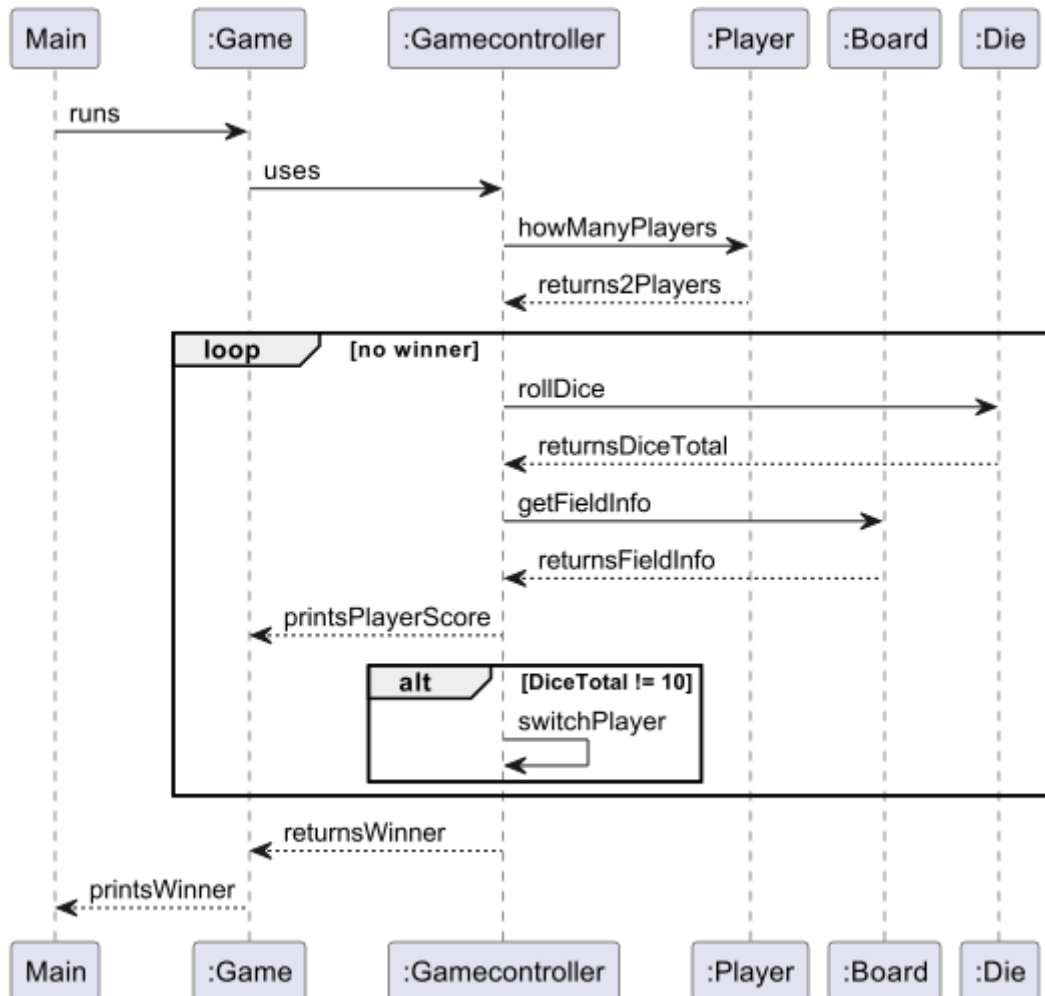 Main :Game :Gamecontroller :Player :Board :Die
runs
uses
howManyPlayers
returns2Players
loop [no winner]
rollDice
returnsDiceTotal
getFieldInfo
returnsFieldInfo
printsPlayerScore
alt [DiceTotal != 10]
switchPlayer
returnsWinner
printsWinner
Main :Game :Gamecontroller :Player :Board :Die